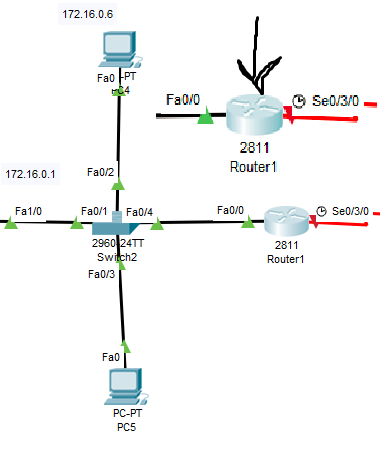 172.16.0.6
Fa0 -PT
Fa0/0
Se0/3/0
2811
Router1
Fa0/2
172.16.0.1
Fa1/0
Fa0/1
Fa0/4
Fa0/0
Se0/3/0
2960-24TT
Switch2
2811
Router1
Fa0/3
Fa0
PC-PT
PC5